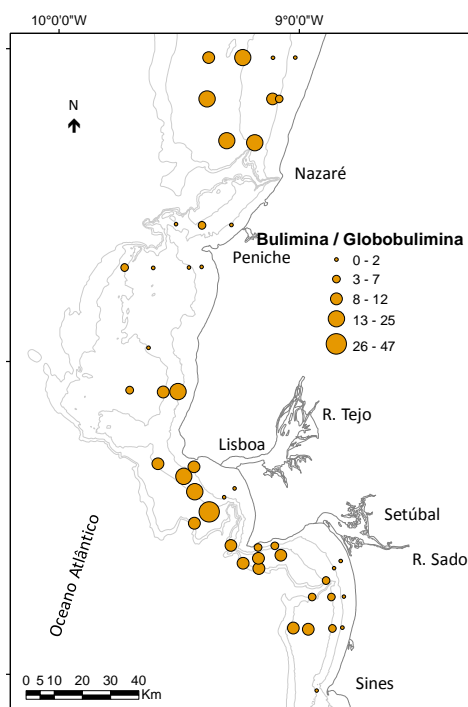 10°0'0"W 9°0'0"W
N
Nazaré
Bulimina / Globobulimina
Peniche
0 - 2
3 - 7
8 - 12
13 - 25
26 - 47
R. Tejo
Lisboa
Setúbal
Oceano Atlântico
R. Sado
Sines
0 5 10 20 30 40
Km